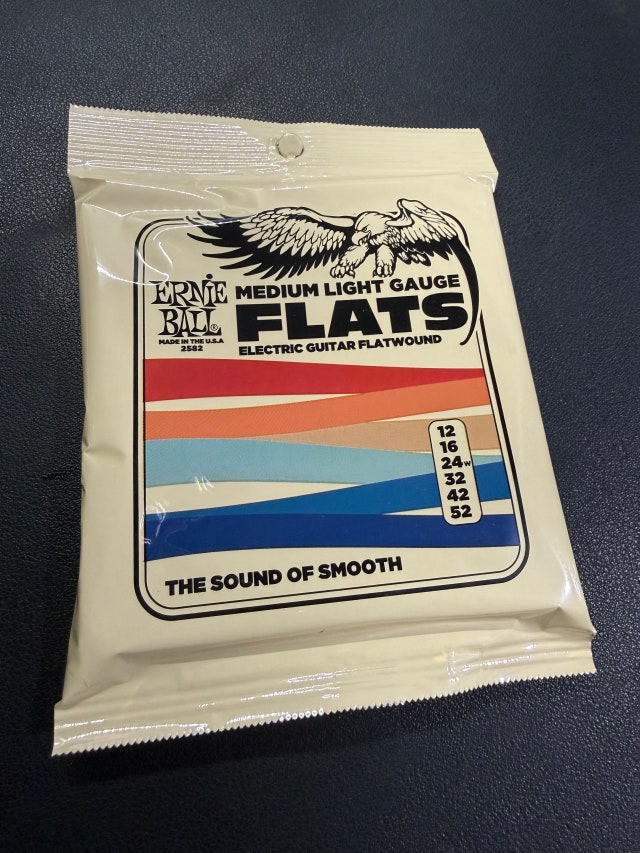 ERNIE
BALL®
MADE IN THE U.S.A
2582
MEDIUM LIGHT GAUGE
FLATS
ELECTRIC GUITAR FLATWOUND
12
16
24w
32
42
52
THE SOUND OF SMOOTH